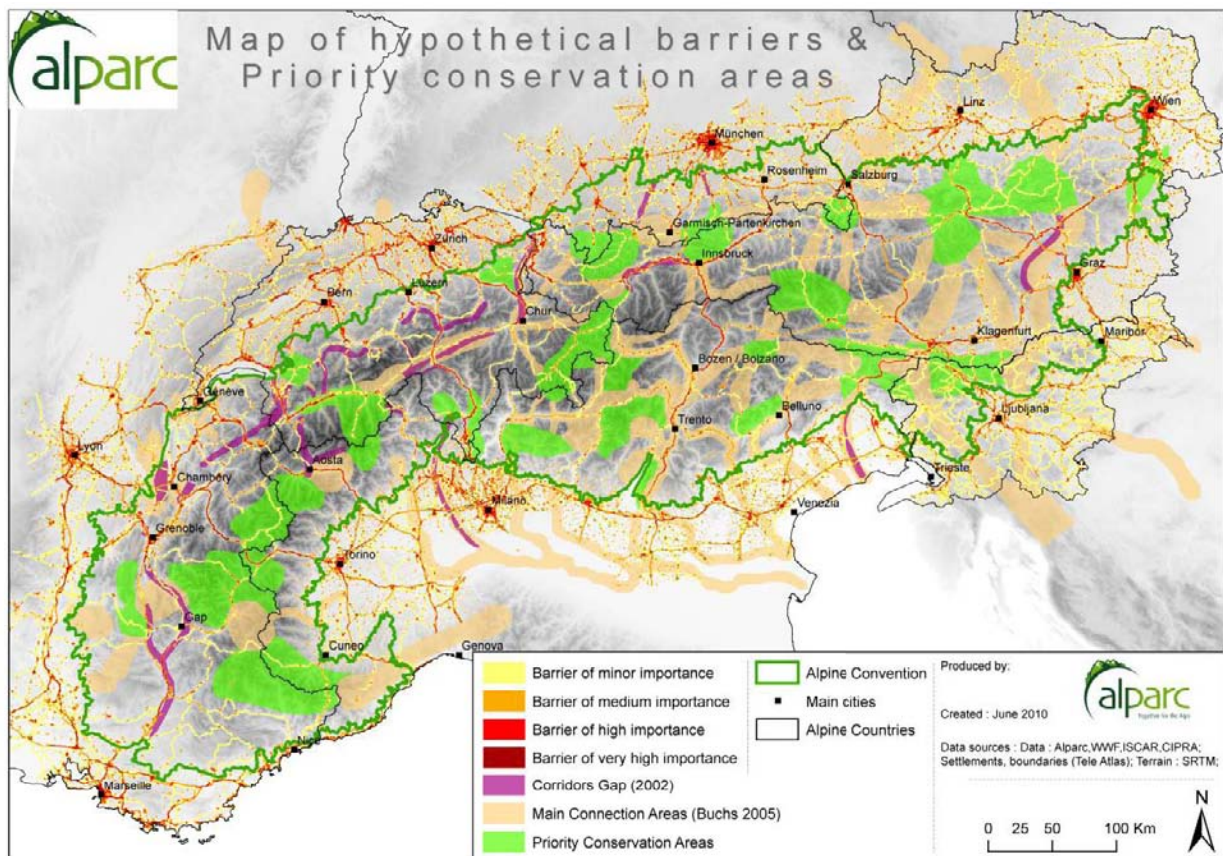 alparc
Map of hypothetical barriers &
Priority conservation areas
Linz
Wien
München
Rosenheim
Salzburg
Garmisch-Partenkirchen
Zürich
Innsbruck
Graz
Luzern
Bern
Chur
Klagenfurt
Maribor
Bozen / Bolzano
Genève
Belluno
Ljubljana
Trento
Lyon
Aosta
Trieste
Chambéry
Milano
Venezia
Grenoble
Torino
Gap
Cuneo
Genova
Nice
Marseille
Barrier of minor importance
Barrier of medium importance
Barrier of high importance
Barrier of very high importance
Corridors Gap (2002)
Main Connection Areas (Buchs 2005)
Priority Conservation Areas
Alpine Convention
Main cities
Alpine Countries
Produced by:
alparc
Together for the Alps
Created : June 2010
Data sources : Data : Alparc,WWF,ISCAR,CIPRA;
Settlements, boundaries (Tele Atlas); Terrain : SRTM;
N
0 25 50 100 Km